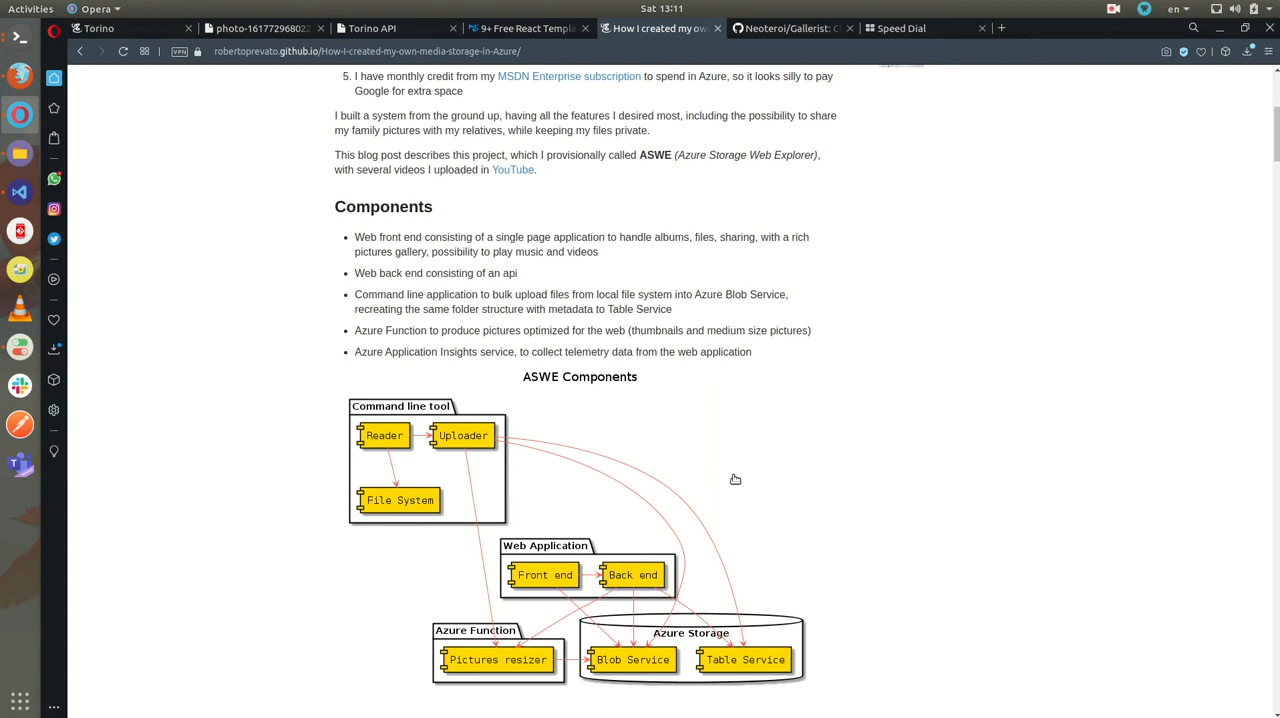 Opera
Sat 13:11
en
Torino
photo-161772968022
Torino API
9+ Free React Templa
How I created my own
Neoteroi/Gallerist: Cl
Speed Dial
VPN
robertoprevato.github.io/How-I-created-my-own-media-storage-in-Azure/
5. I have monthly credit from my MSDN Enterprise subscription to spend in Azure, so it looks silly to pay
Google for extra space
I built a system from the ground up, having all the features I desired most, including the possibility to share
my family pictures with my relatives, while keeping my files private.
This blog post describes this project, which I provisionally called ASWE (Azure Storage Web Explorer),
with several videos I uploaded in YouTube.
Components
• Web front end consisting of a single page application to handle albums, files, sharing, with a rich
pictures gallery, possibility to play music and videos
• Web back end consisting of an api
• Command line application to bulk upload files from local file system into Azure Blob Service,
recreating the same folder structure with metadata to Table Service
• Azure Function to produce pictures optimized for the web (thumbnails and medium size pictures)
• Azure Application Insights service, to collect telemetry data from the web application
ASWE Components
Command line tool
Reader
Uploader
File System
Web Application
Front end
Back end
Azure Function
Azure Storage
Pictures resizer
Blob Service
Table Service